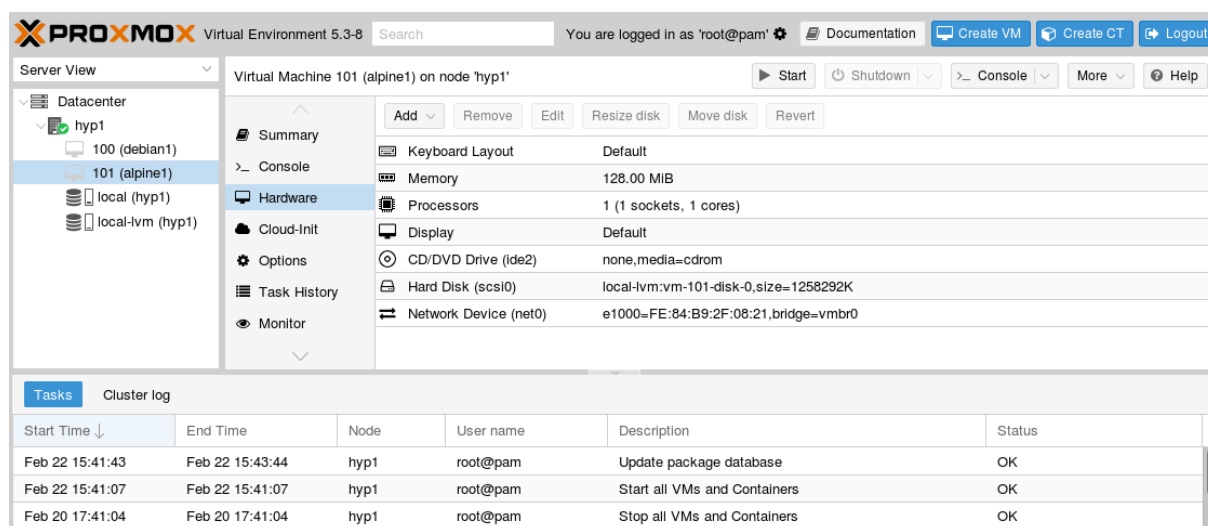 PROXMOX Virtual Environment 5.3-8 Search You are logged in as 'root@pam' Documentation Create VM Create CT Logout
Server View
Datacenter
hyp1
100 (debian1)
101 (alpine1)
local (hyp1)
local-lvm (hyp1)
Virtual Machine 101 (alpine1) on node 'hyp1' Start Shutdown >_ Console More Help
Summary
>_ Console
Hardware
Cloud-Init
Options
Task History
Monitor
Add Remove Edit Resize disk Move disk Revert
Keyboard Layout Default
Memory 128.00 MiB
Processors 1 (1 sockets, 1 cores)
Display Default
CD/DVD Drive (ide2) none,media=cdrom
Hard Disk (scsi0) local-lvm:vm-101-disk-0,size=1258292K
Network Device (net0) e1000=FE:84:B9:2F:08:21,bridge=vmbr0
Tasks Cluster log
Start Time ↓ End Time Node User name Description Status
Feb 22 15:41:43 Feb 22 15:43:44 hyp1 root@pam Update package database OK
Feb 22 15:41:07 Feb 22 15:41:07 hyp1 root@pam Start all VMs and Containers OK
Feb 20 17:41:04 Feb 20 17:41:04 hyp1 root@pam Stop all VMs and Containers OK